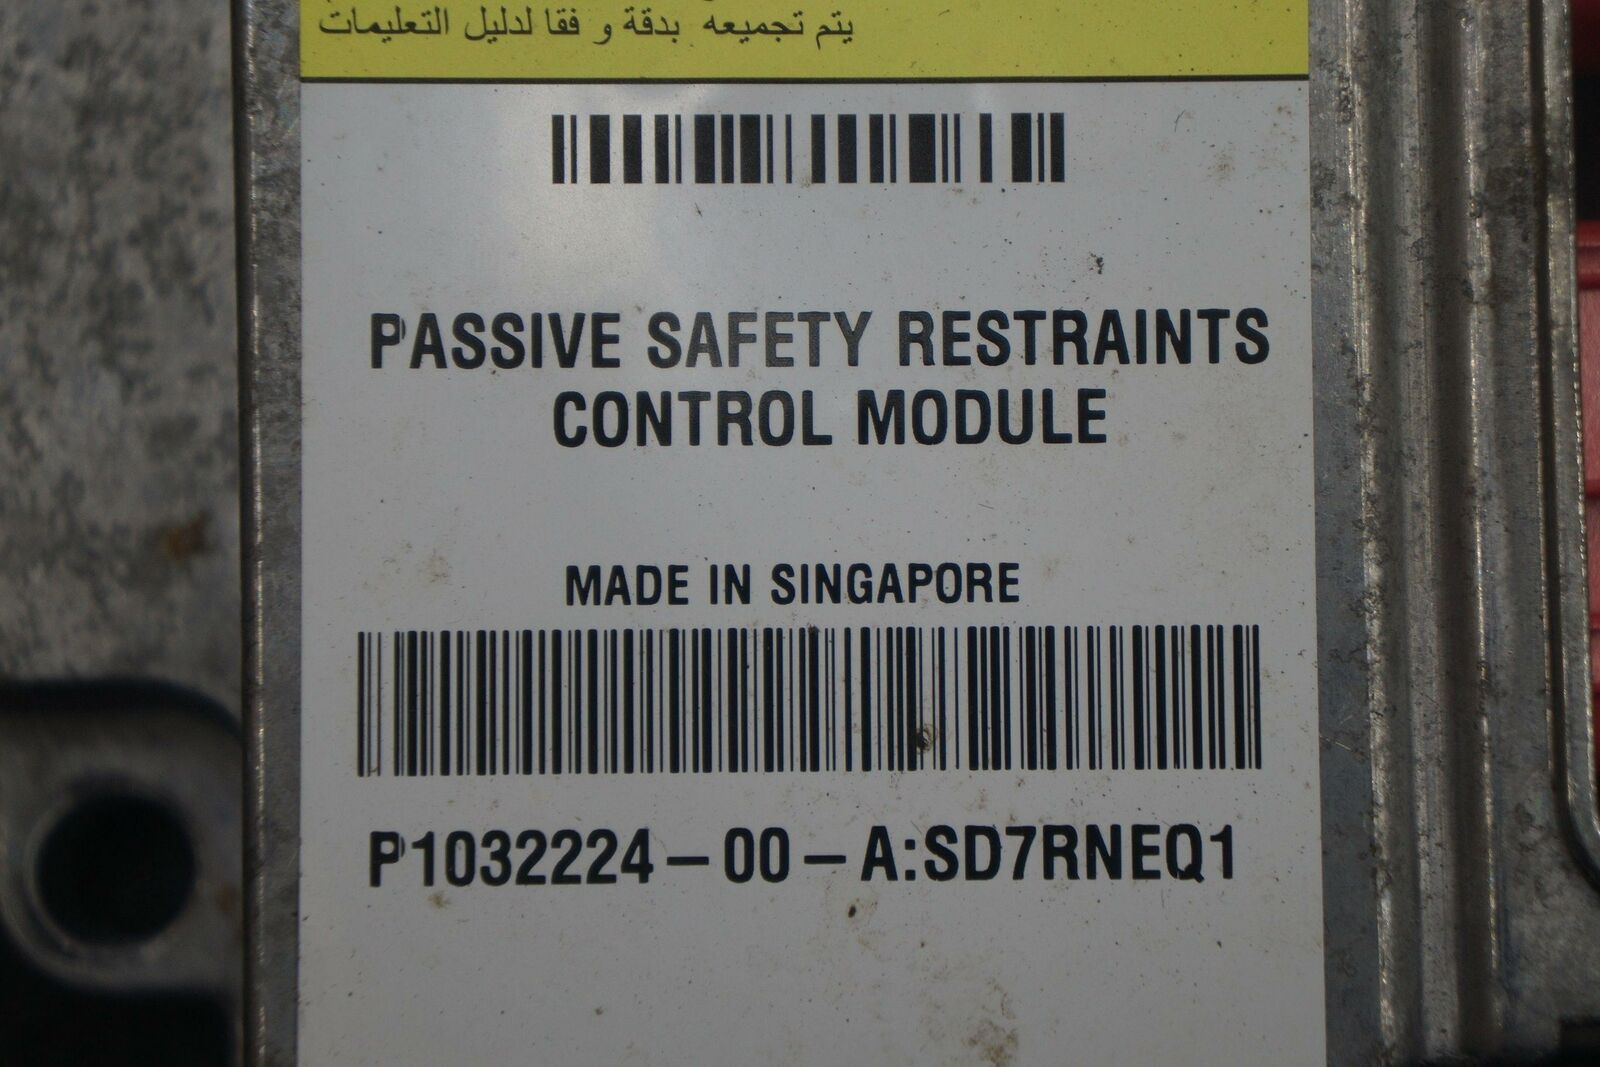 يتم تجميعه بدقة و فقا لدليل التعليمات
PASSIVE SAFETY RESTRAINTS
CONTROL MODULE
MADE IN SINGAPORE
P1032224-00-A:SD7RNEQ1